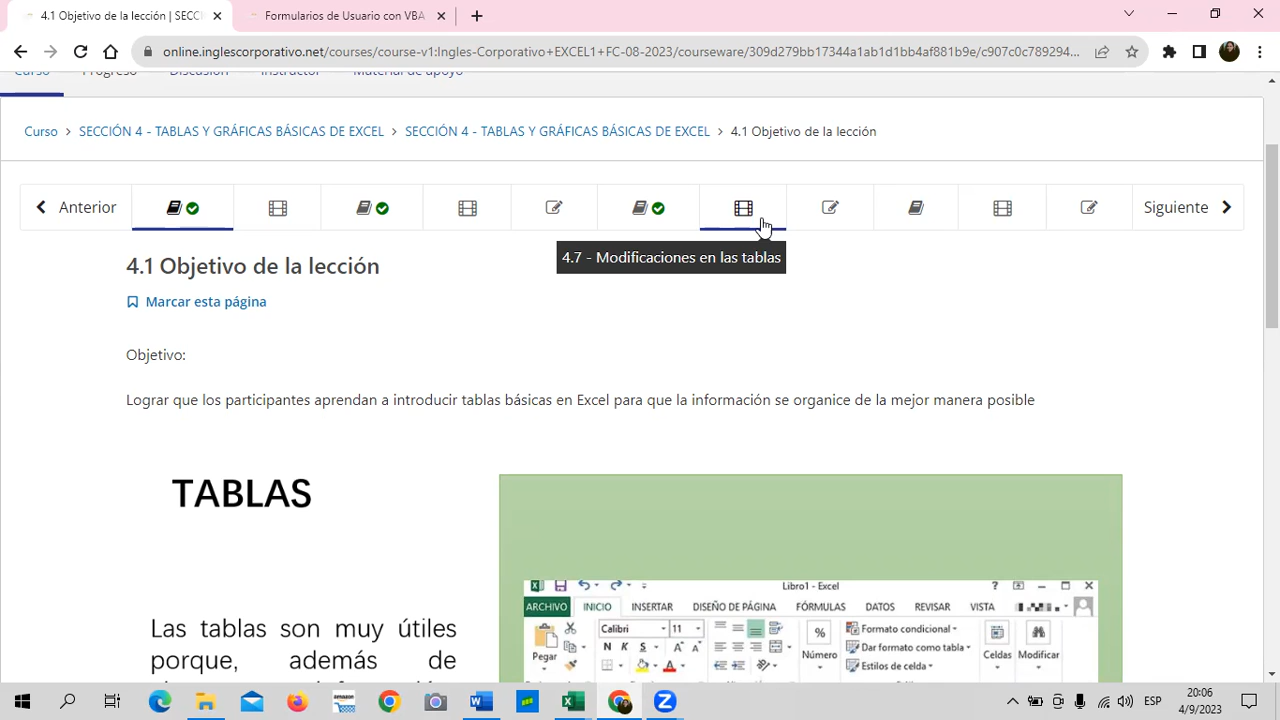 4.1 Objetivo de la lección | SECCI
Formularios de Usuario con VBA
online.inglescorporativo.net/courses/course-v1:Ingles-Corporativo+EXCEL1+FC-08-2023/courseware/309d279bb17344a1ab1d1bb4af881b9e/c907c0c789294...
Curso Progreso Discusión Instructor Material de apoyo
Curso > SECCIÓN 4 - TABLAS Y GRÁFICAS BÁSICAS DE EXCEL > SECCIÓN 4 - TABLAS Y GRÁFICAS BÁSICAS DE EXCEL > 4.1 Objetivo de la lección
Anterior
Siguiente
4.7 - Modificaciones en las tablas
4.1 Objetivo de la lección
Marcar esta página
Objetivo:
Lograr que los participantes aprendan a introducir tablas básicas en Excel para que la información se organice de la mejor manera posible
TABLAS
Las tablas son muy útiles
porque, además de
Libro1 - Excel
ARCHIVO INICIO INSERTAR DISEÑO DE PÁGINA FÓRMULAS DATOS REVISAR VISTA
Calibri 11
Pegar
N K S
Número
Formato condicional
Dar formato como tabla
Estilos de celda
Celdas
Modificar
ESP
20:06
4/9/2023